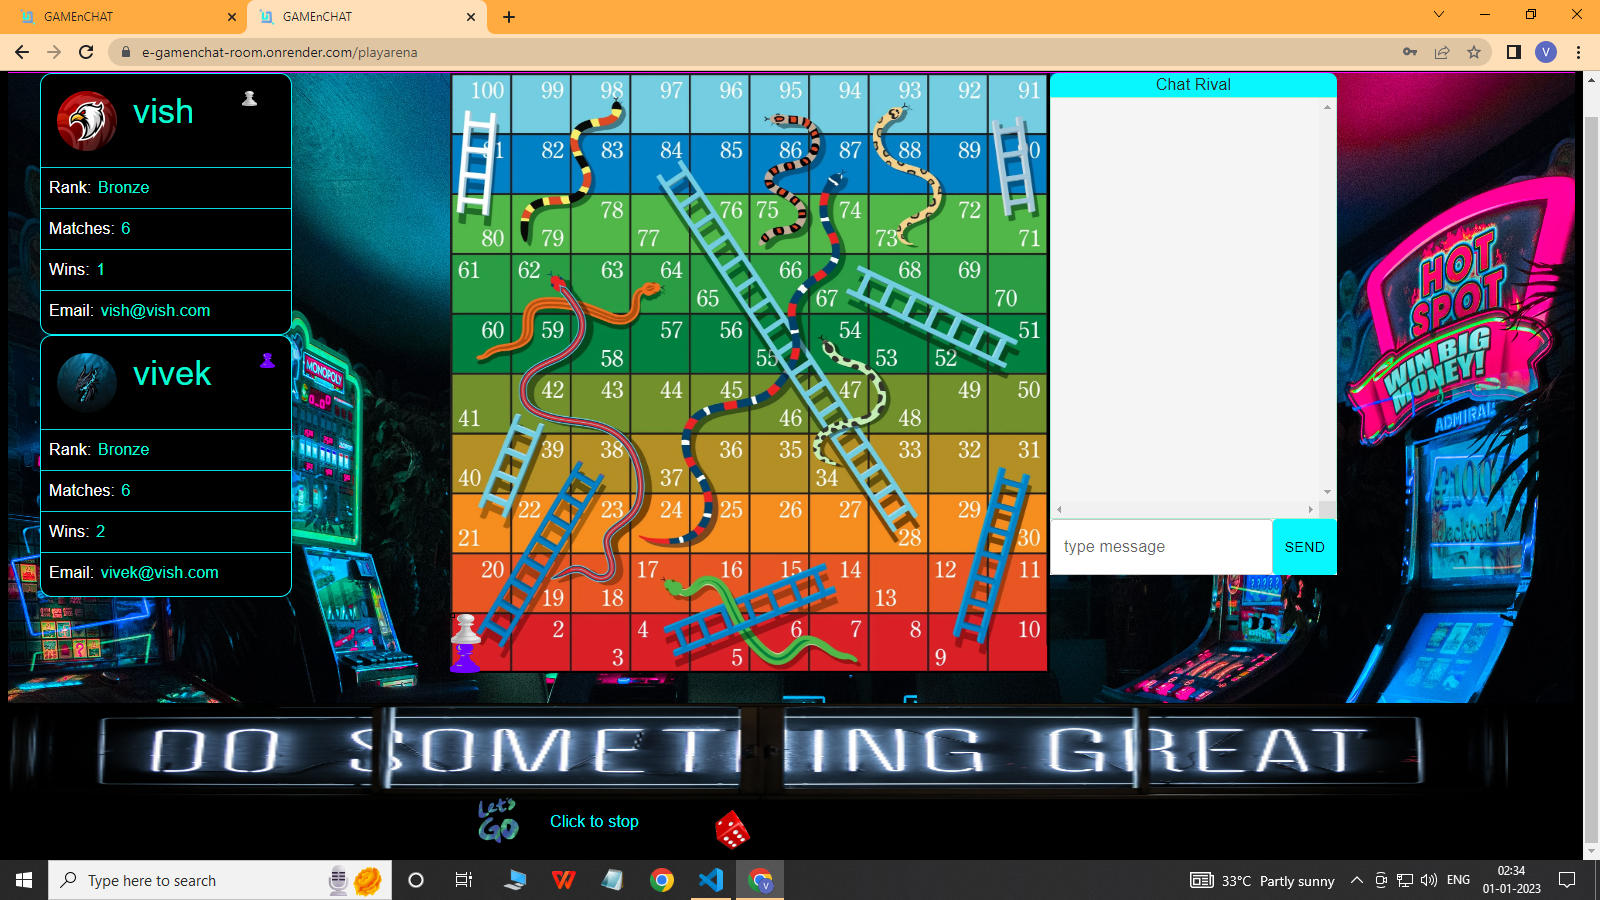 GAMEnCHAT
GAMEnCHAT
e-gamenchat-room.onrender.com/playarena
V
vish
Rank: Bronze
Matches: 6
Wins: 1
Email: vish@vish.com
vivek
Rank: Bronze
Matches: 6
Wins: 2
Email: vivek@vish.com
100 99 98 97 96 95 94 93 92 91
81 82 83 84 85 86 87 88 89 90
80 79 78 77 76 75 74 73 72 71
61 62 63 64 65 66 67 68 69 70
60 59 58 57 56 55 54 53 52 51
41 42 43 44 45 46 47 48 49 50
40 39 38 37 36 35 34 33 32 31
21 22 23 24 25 26 27 28 29 30
20 19 18 17 16 15 14 13 12 11
2 3 4 5 6 7 8 9 10
Chat Rival
type message
SEND
MONOPOLY
HOT
SPOT
WIN BIG
MONEY!
ADMIRAL
DO SOMETHING GREAT
Let's
GO
Click to stop
Type here to search
33°C Partly sunny
ENG
02:34
01-01-2023